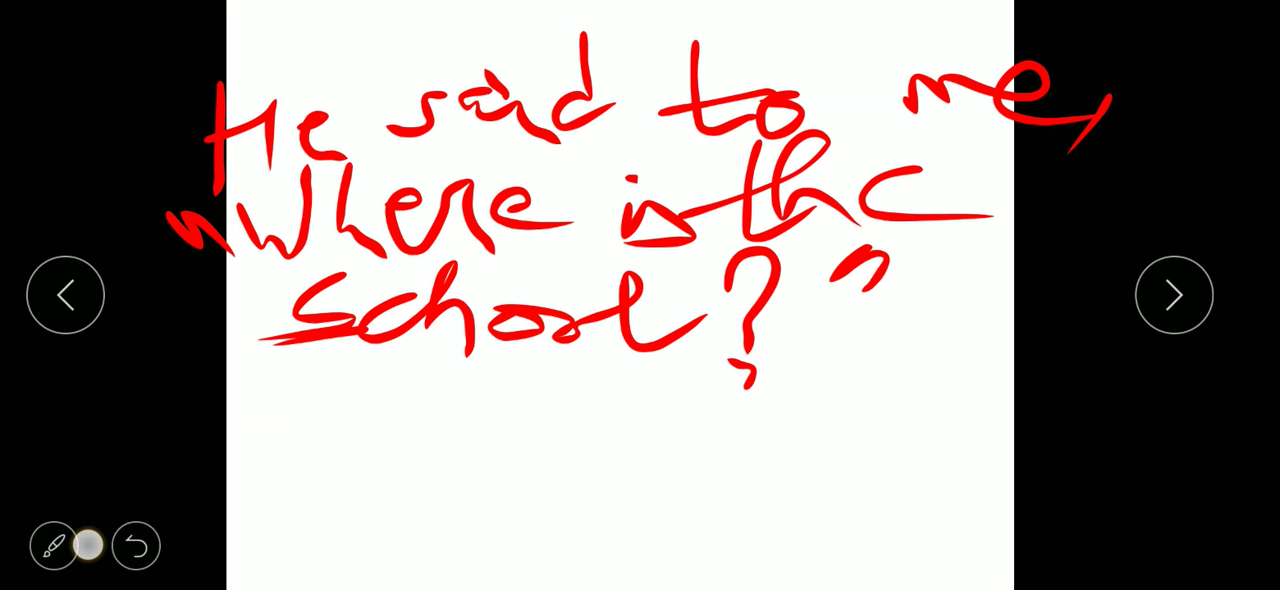 He said to me,
"where is the
school?"